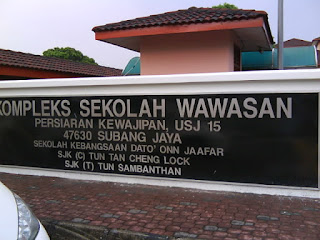 KOMPLEKS SEKOLAH WAWASAN
PERSIARAN KEWAJIPAN, USJ 15
47630 SUBANG JAYA
SEKOLAH KEBANGSAAN DATO' ONN JAAFAR
SJK (C) TUN TAN CHENG LOCK
SJK (T) TUN SAMBANTHAN